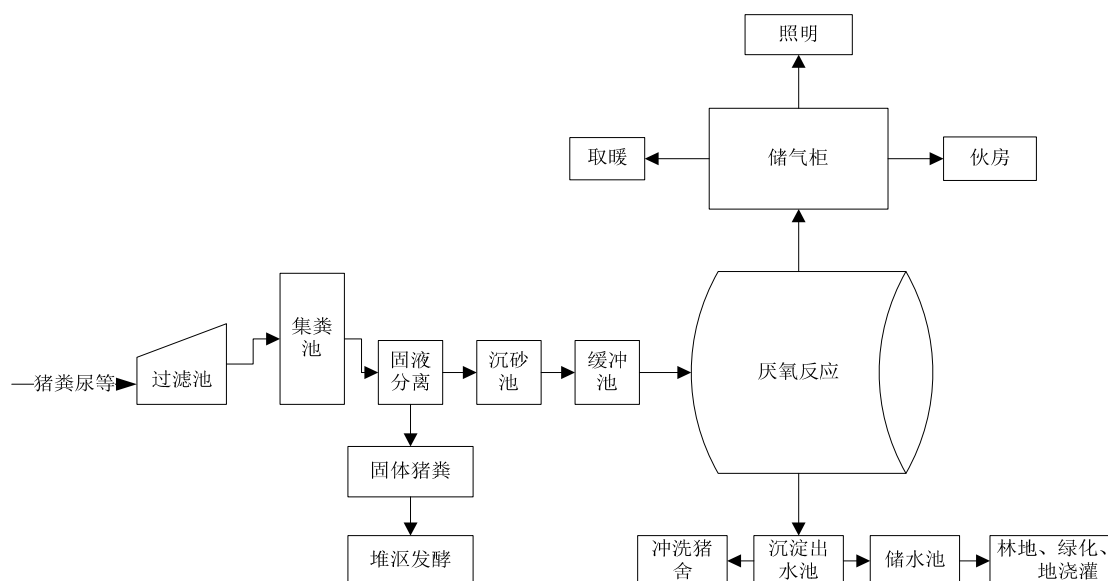 照明
取暖
储气柜
伙房
集粪
池
猪粪尿等
过滤池
固液
分离
沉砂
池
缓冲
池
厌氧反应
固体猪粪
堆沤发酵
冲洗猪
舍
沉淀出
水池
储水池
林地、绿化、
地浇灌